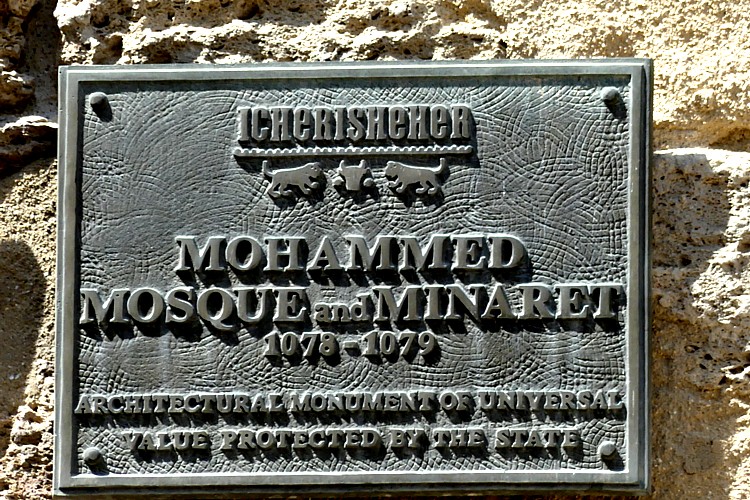 ICHERISHEHER
MOHAMMED
MOSQUE and MINARET
1078-1079
ARCHITECTURAL MONUMENT OF UNIVERSAL
VALUE PROTECTED BY THE STATE